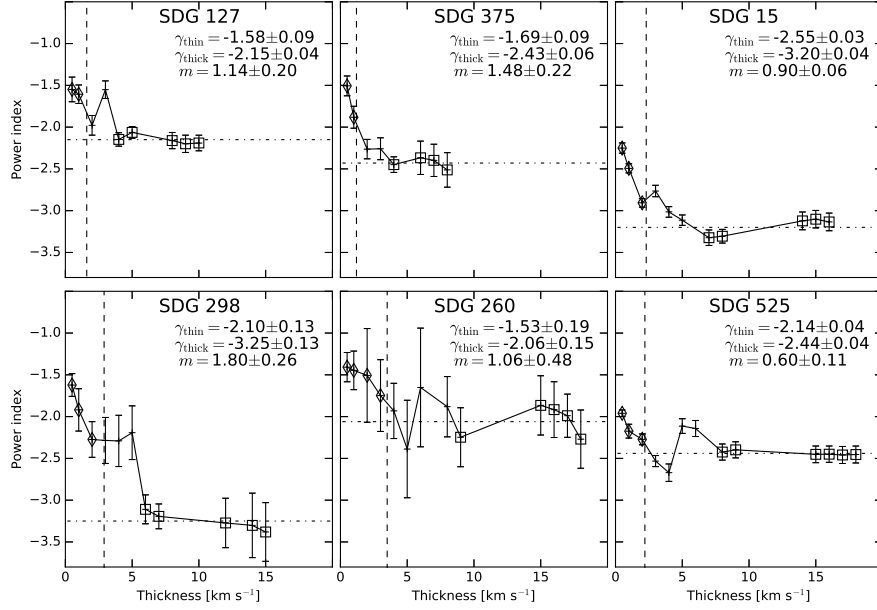 SDG 127
γthin=-1.58±0.09
γthick=-2.15±0.04
m=1.14±0.20
SDG 375
γthin=-1.69±0.09
γthick=-2.43±0.06
m=1.48±0.22
SDG 15
γthin=-2.55±0.03
γthick=-3.20±0.04
m=0.90±0.06
Power index
−1.5
−2.0
−2.5
−3.0
−3.5
SDG 298
γthin=-2.10±0.13
γthick=-3.25±0.13
m=1.80±0.26
SDG 260
γthin=-1.53±0.19
γthick=-2.06±0.15
m=1.06±0.48
SDG 525
γthin=-2.14±0.04
γthick=-2.44±0.04
m=0.60±0.11
Power index
−1.0
−1.5
−2.0
−2.5
−3.0
−3.5
0 5 10 15
0 5 10 15
0 5 10 15
Thickness [km s⁻¹]
Thickness [km s⁻¹]
Thickness [km s⁻¹]